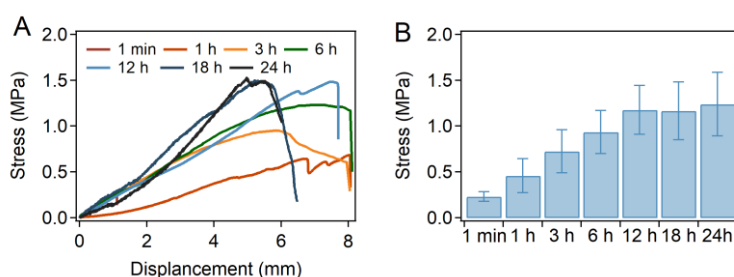 A
2.0
1.5
1.0
0.5
0.0
Stress (MPa)
1 min 1 h 3 h 6 h
12 h 18 h 24 h
0 2 4 6 8
Displancement (mm)
B
2.0
1.5
1.0
0.5
0.0
Stress (MPa)
1 min 1 h 3 h 6 h 12 h 18 h 24h